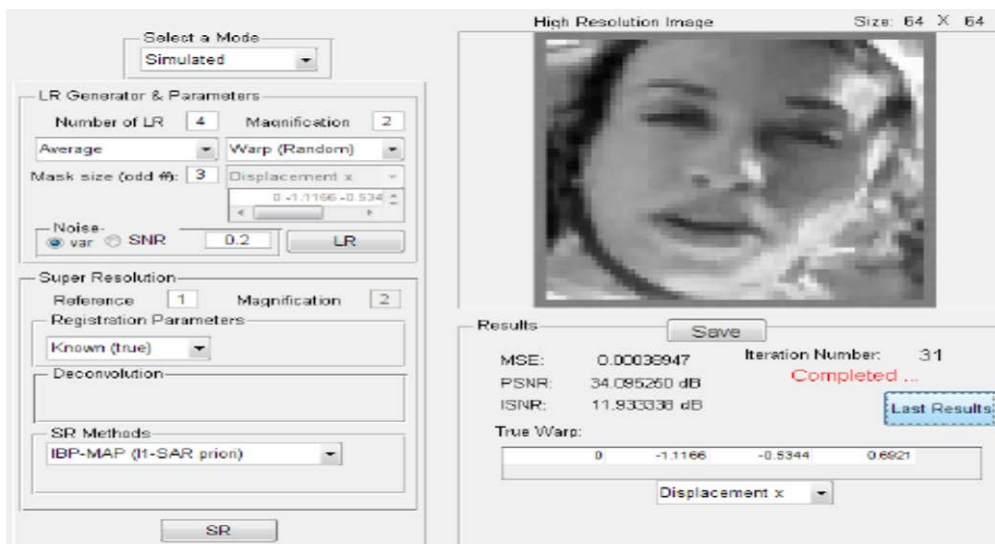 Select a Mode
Simulated
LR Generator & Parameters
Number of LR 4 Magnification 2
Average Warp (Random)
Mask size (odd #): 3 Displacement x
0 -1.1166 -0.534
Noise
var SNR 0.2 LR
Super Resolution
Reference 1 Magnification 2
Registration Parameters
Known (true)
Deconvolution
SR Methods
IBP-MAP (l1-SAR priori)
SR
High Resolution Image Size: 64 X 64
Results Save
MSE: 0.00038947 Iteration Number: 31
Completed ...
PSNR: 34.095260 dB
ISNR: 11.933338 dB
Last Results
True Warp:
0 -1.1166 -0.5344 0.6921
Displacement x